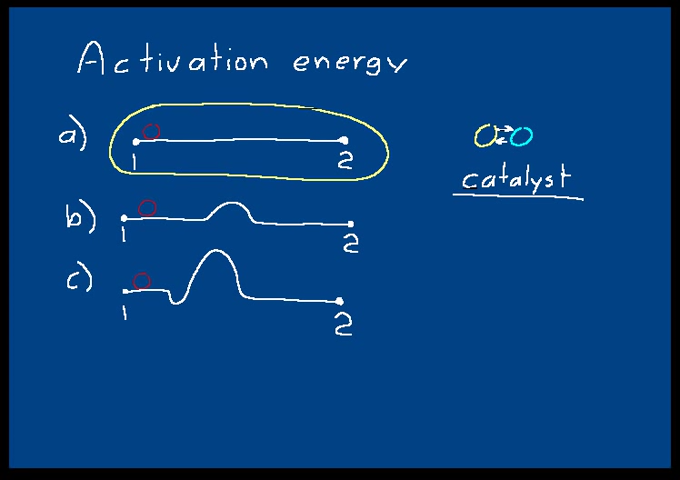 Activation energy
a)
1 2
catalyst
b)
1 2
c)
1 2